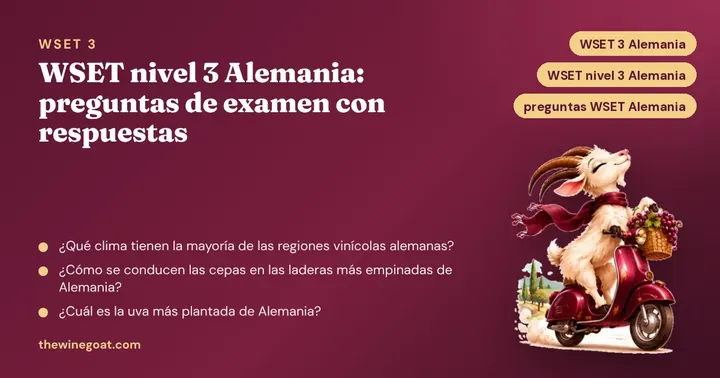 WSET 3
WSET nivel 3 Alemania:
preguntas de examen con
respuestas
WSET 3 Alemania
WSET nivel 3 Alemania
preguntas WSET Alemania
¿Qué clima tienen la mayoría de las regiones vinícolas alemanas?
¿Cómo se conducen las cepas en las laderas más empinadas de
Alemania?
¿Cuál es la uva más plantada de Alemania?
thewinegoat.com